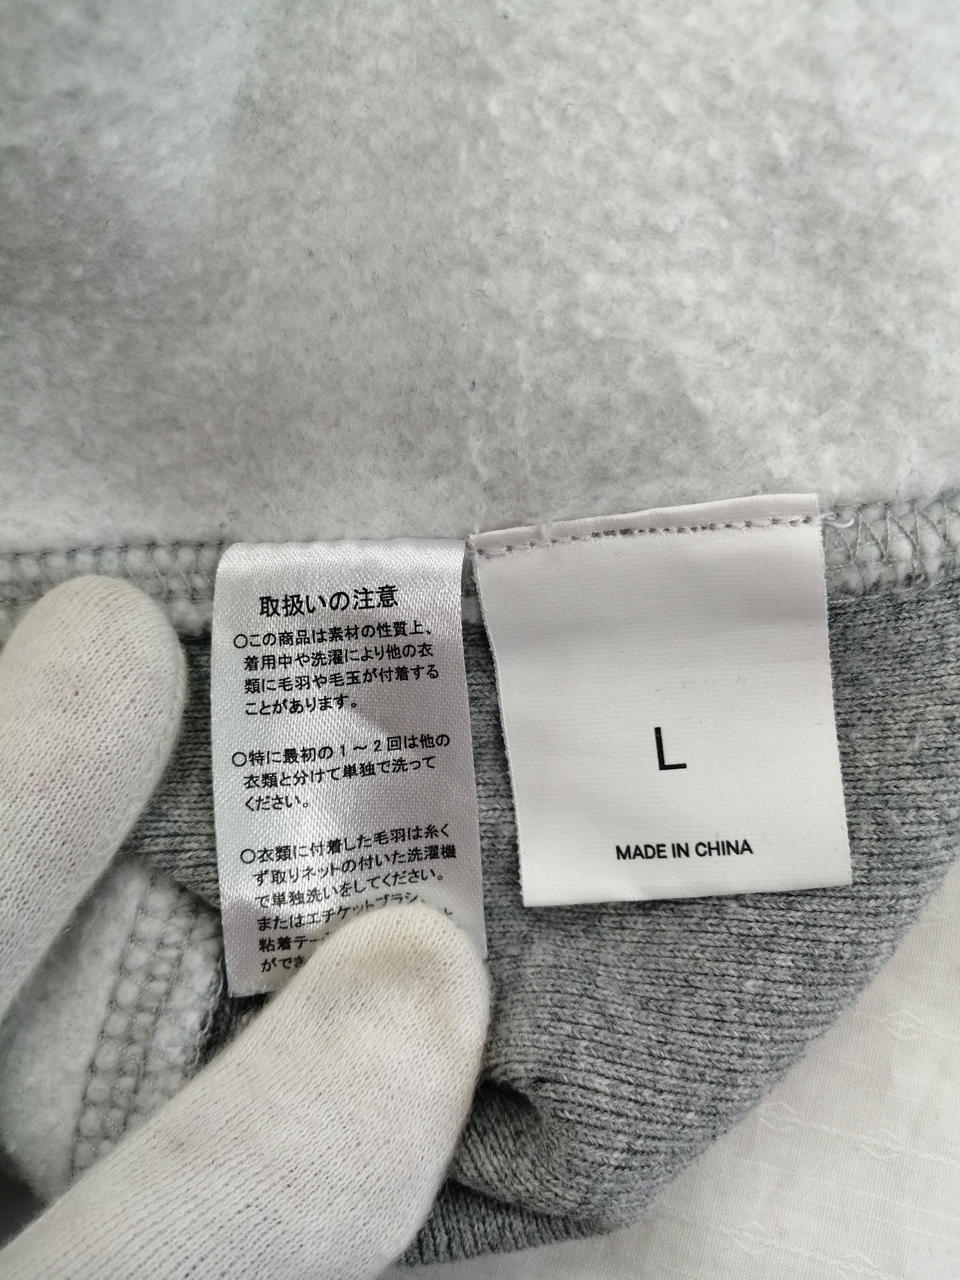 取扱いの注意
○この商品は素材の性質上、
着用中や洗濯により他の衣
類に毛羽や毛玉が付着する
ことがあります。
○特に最初の1～2回は他の
衣類と分けて単独で洗って
ください。
○衣類に付着した毛羽は糸く
ず取りネットの付いた洗濯機
で単独洗いをしてください。
またはエチケットブラシ、
粘着テー
ができ
L
MADE IN CHINA